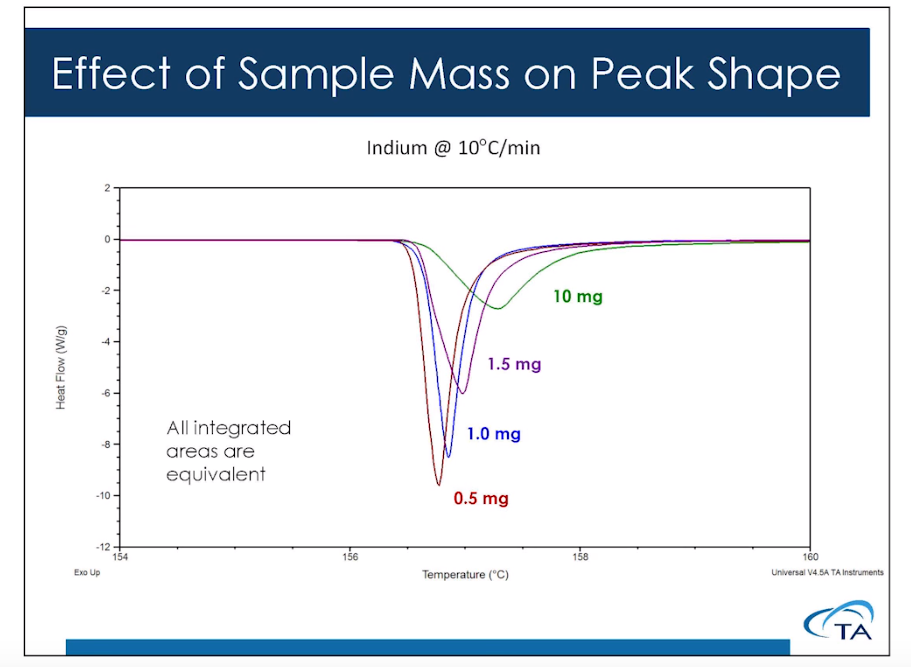 Effect of Sample Mass on Peak Shape
Indium @ 10°C/min
2
0
-2
-4
-6
-8
-10
-12
Heat Flow (W/g)
10 mg
1.5 mg
1.0 mg
0.5 mg
All integrated
areas are
equivalent
154
156
158
160
Exo Up
Temperature (°C)
Universal V4.5A TA Instruments
TA